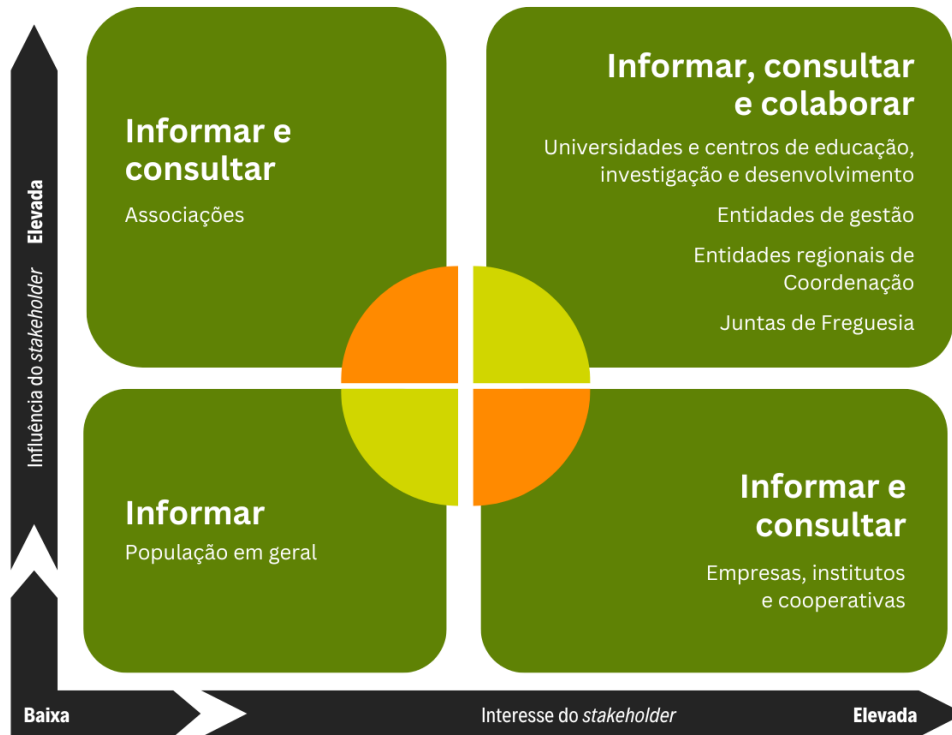 Informar e
consultar
Associações
Informar, consultar
e colaborar
Universidades e centros de educação,
investigação e desenvolvimento
Entidades de gestão
Entidades regionais de
Coordenação
Juntas de Freguesia
Informar
População em geral
Informar e
consultar
Empresas, institutos
e cooperativas
Influência do stakeholder Elevada
Baixa Interesse do stakeholder Elevada